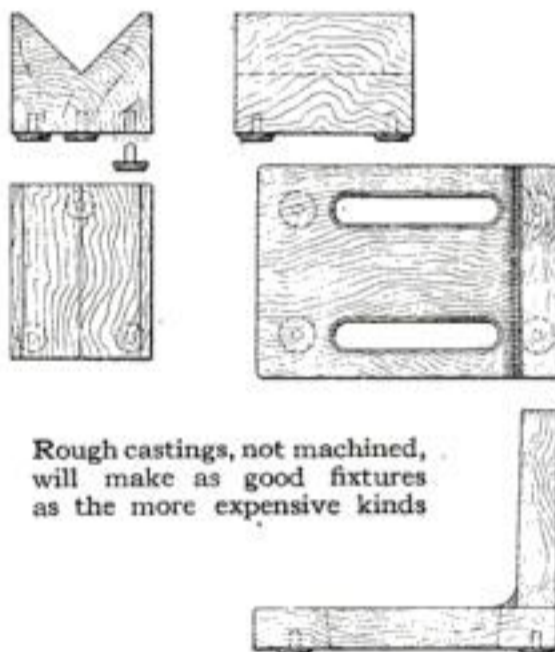 Rough castings, not machined,
will make as good fixtures
as the more expensive kinds